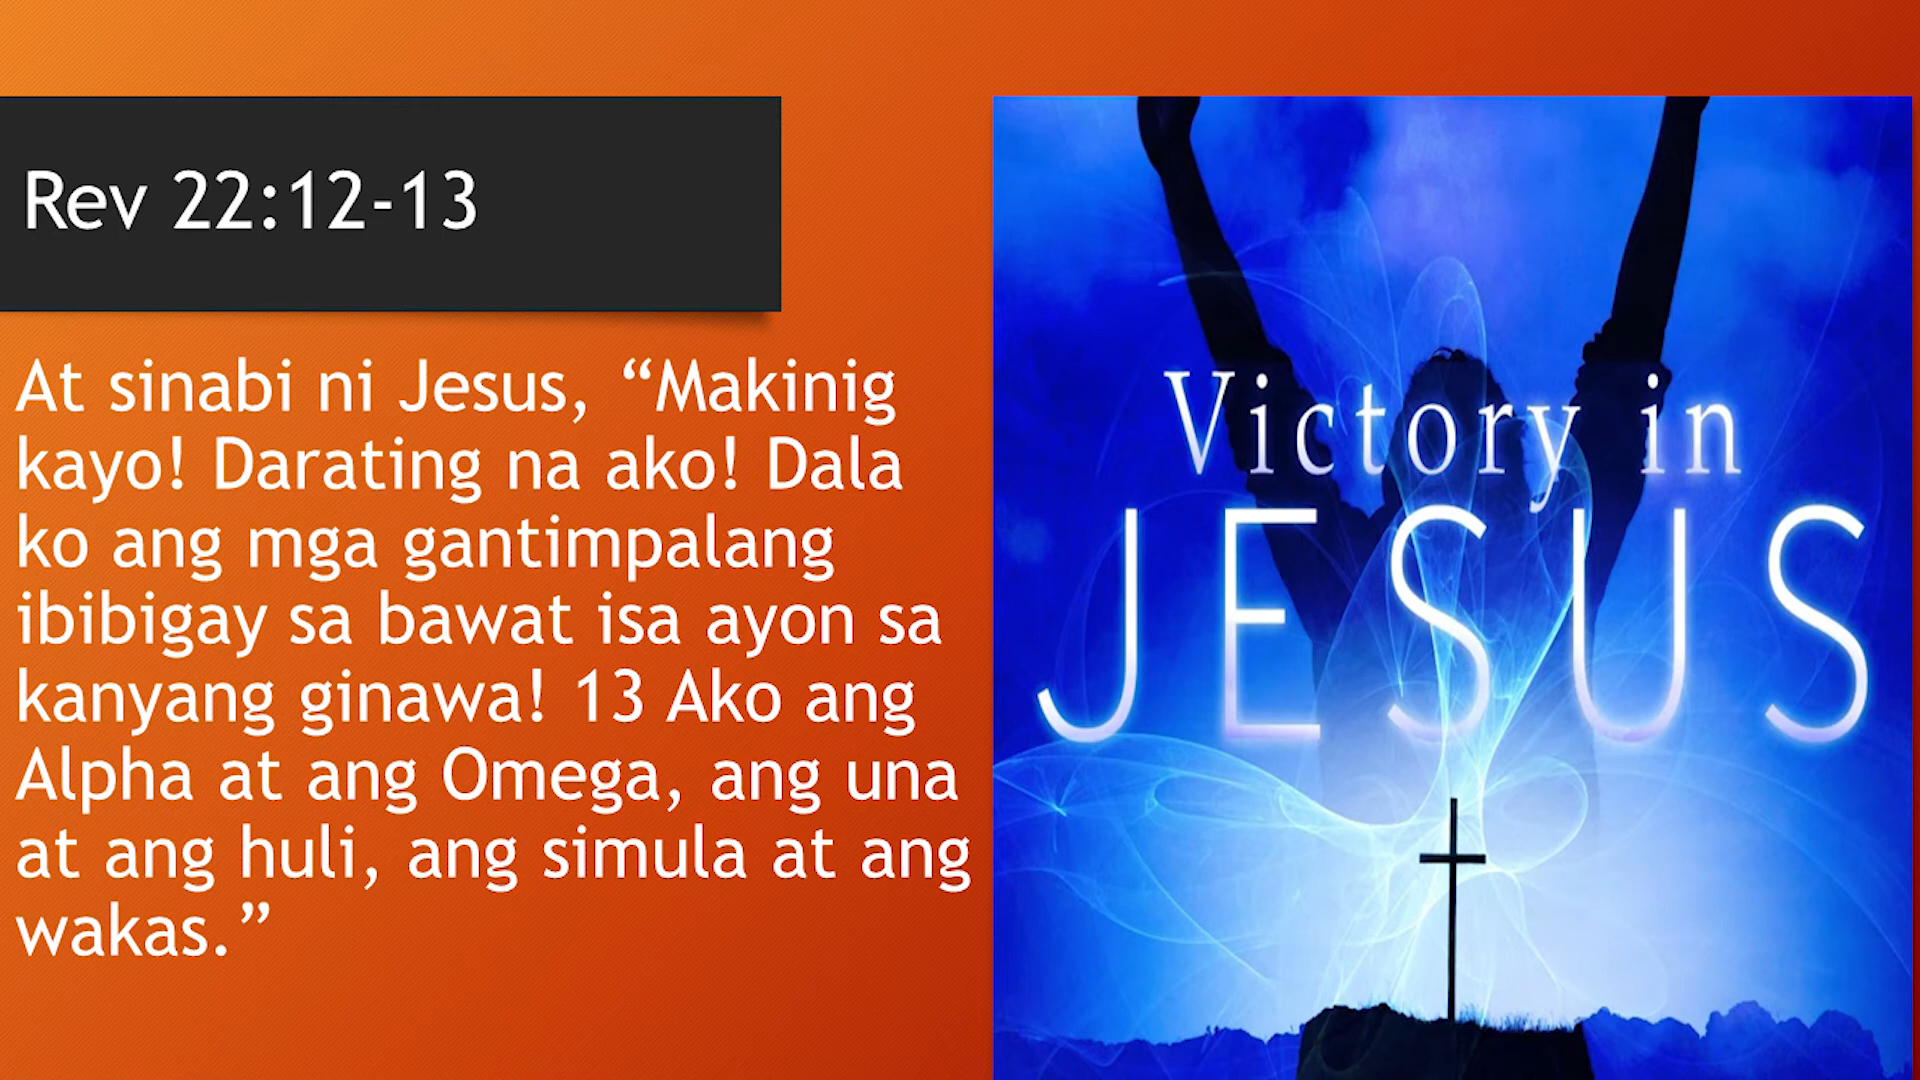 Rev 22:12-13
At sinabi ni Jesus, “Makinig
kayo! Darating na ako! Dala
ko ang mga gantimpalang
ibibigay sa bawat isa ayon sa
kanyang ginawa! 13 Ako ang
Alpha at ang Omega, ang una
at ang huli, ang simula at ang
wakas.”
Victory in
JESUS